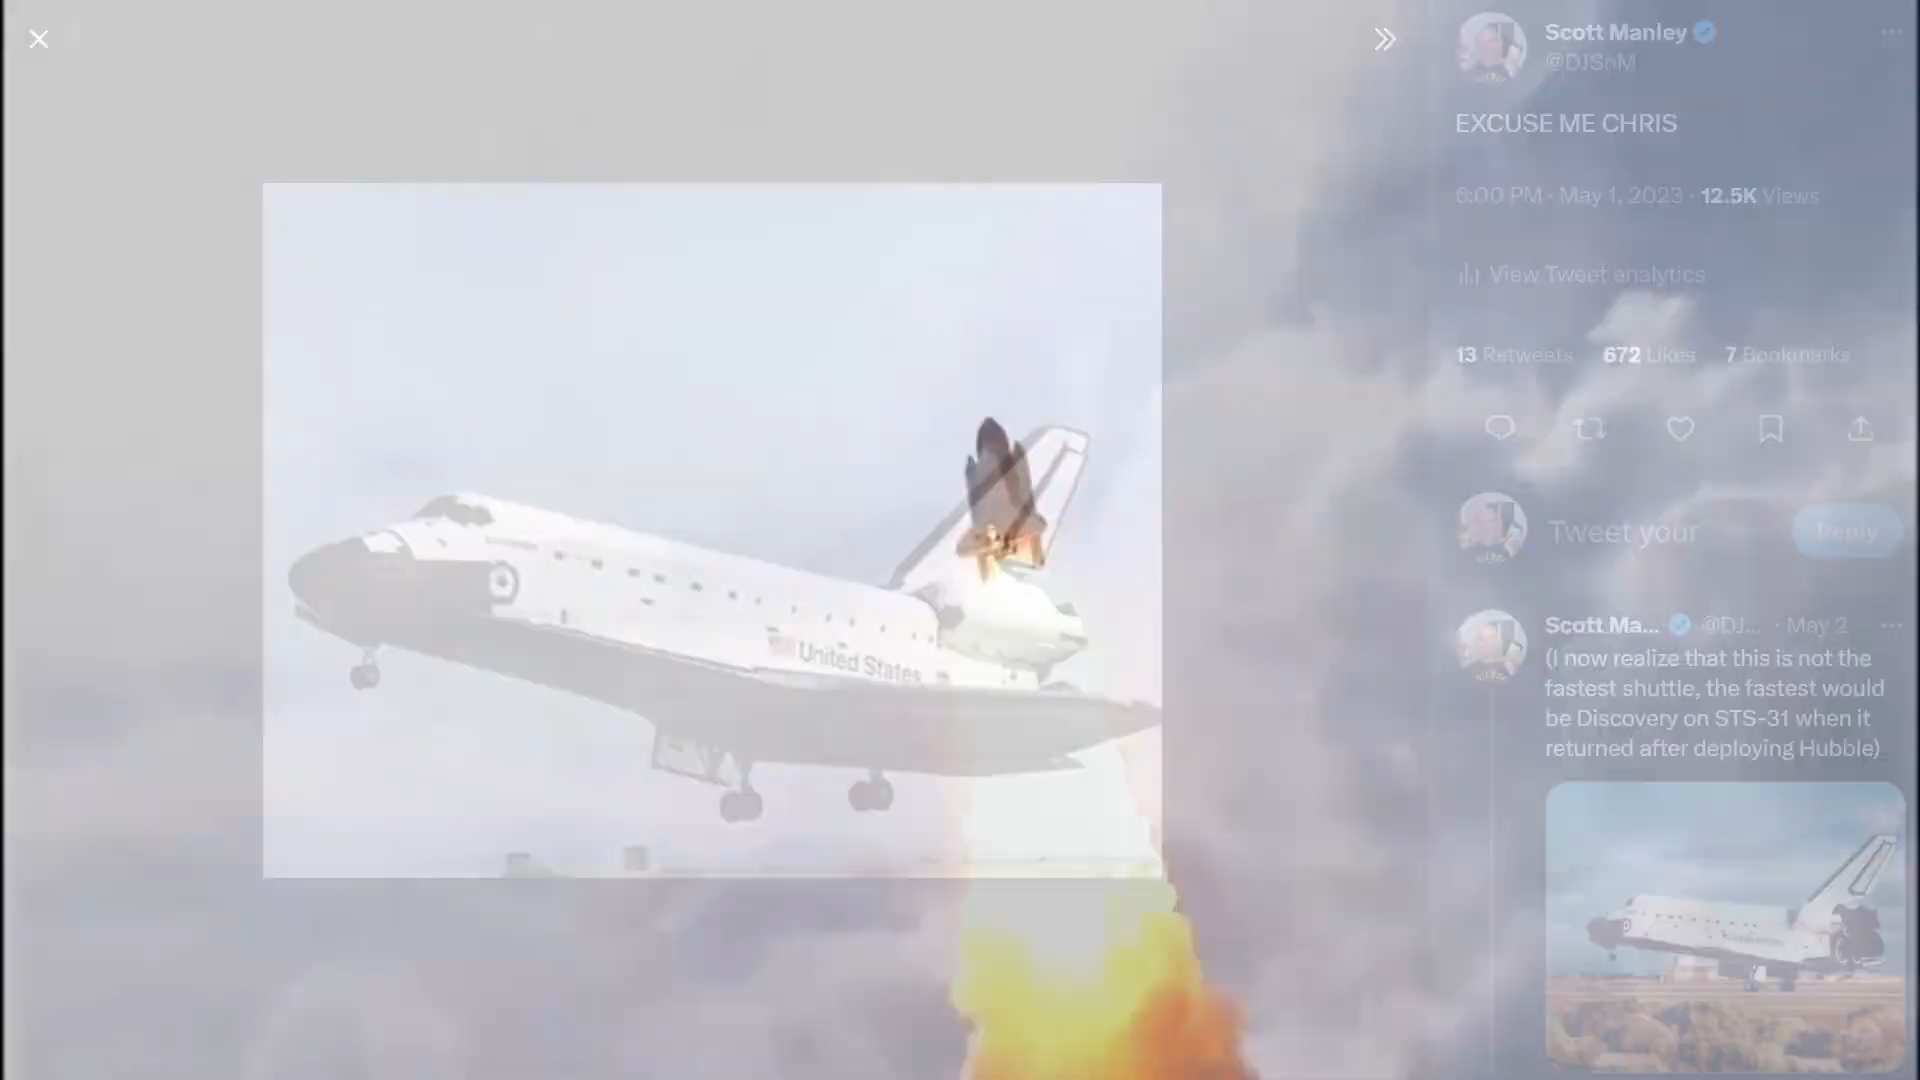 Scott Manley
@DJSnM
EXCUSE ME CHRIS
6:00 PM · May 1, 2023 · 12.5K Views
View Tweet analytics
13 Retweets 672 Likes 7 Bookmarks
Tweet your
Reply
Scott Ma... @DJ... · May 2
(I now realize that this is not the
fastest shuttle, the fastest would
be Discovery on STS-31 when it
returned after deploying Hubble)
United States